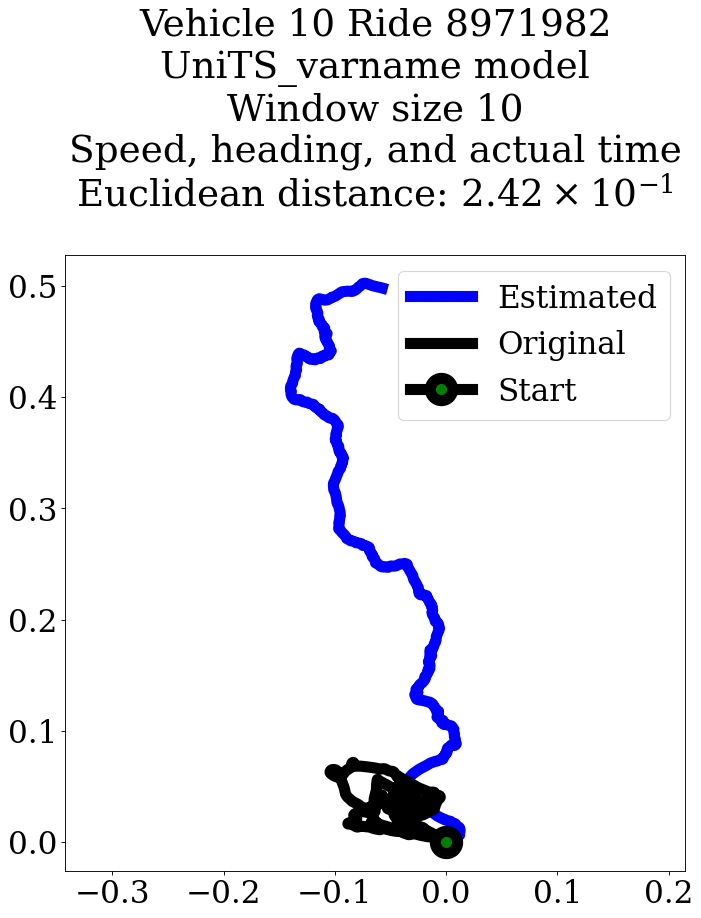 Vehicle 10 Ride 8971982
UniTS_varname model
Window size 10
Speed, heading, and actual time
Euclidean distance: 2.42 × 10⁻¹
Estimated
Original
Start
0.5
0.4
0.3
0.2
0.1
0.0
−0.3 −0.2 −0.1 0.0 0.1 0.2